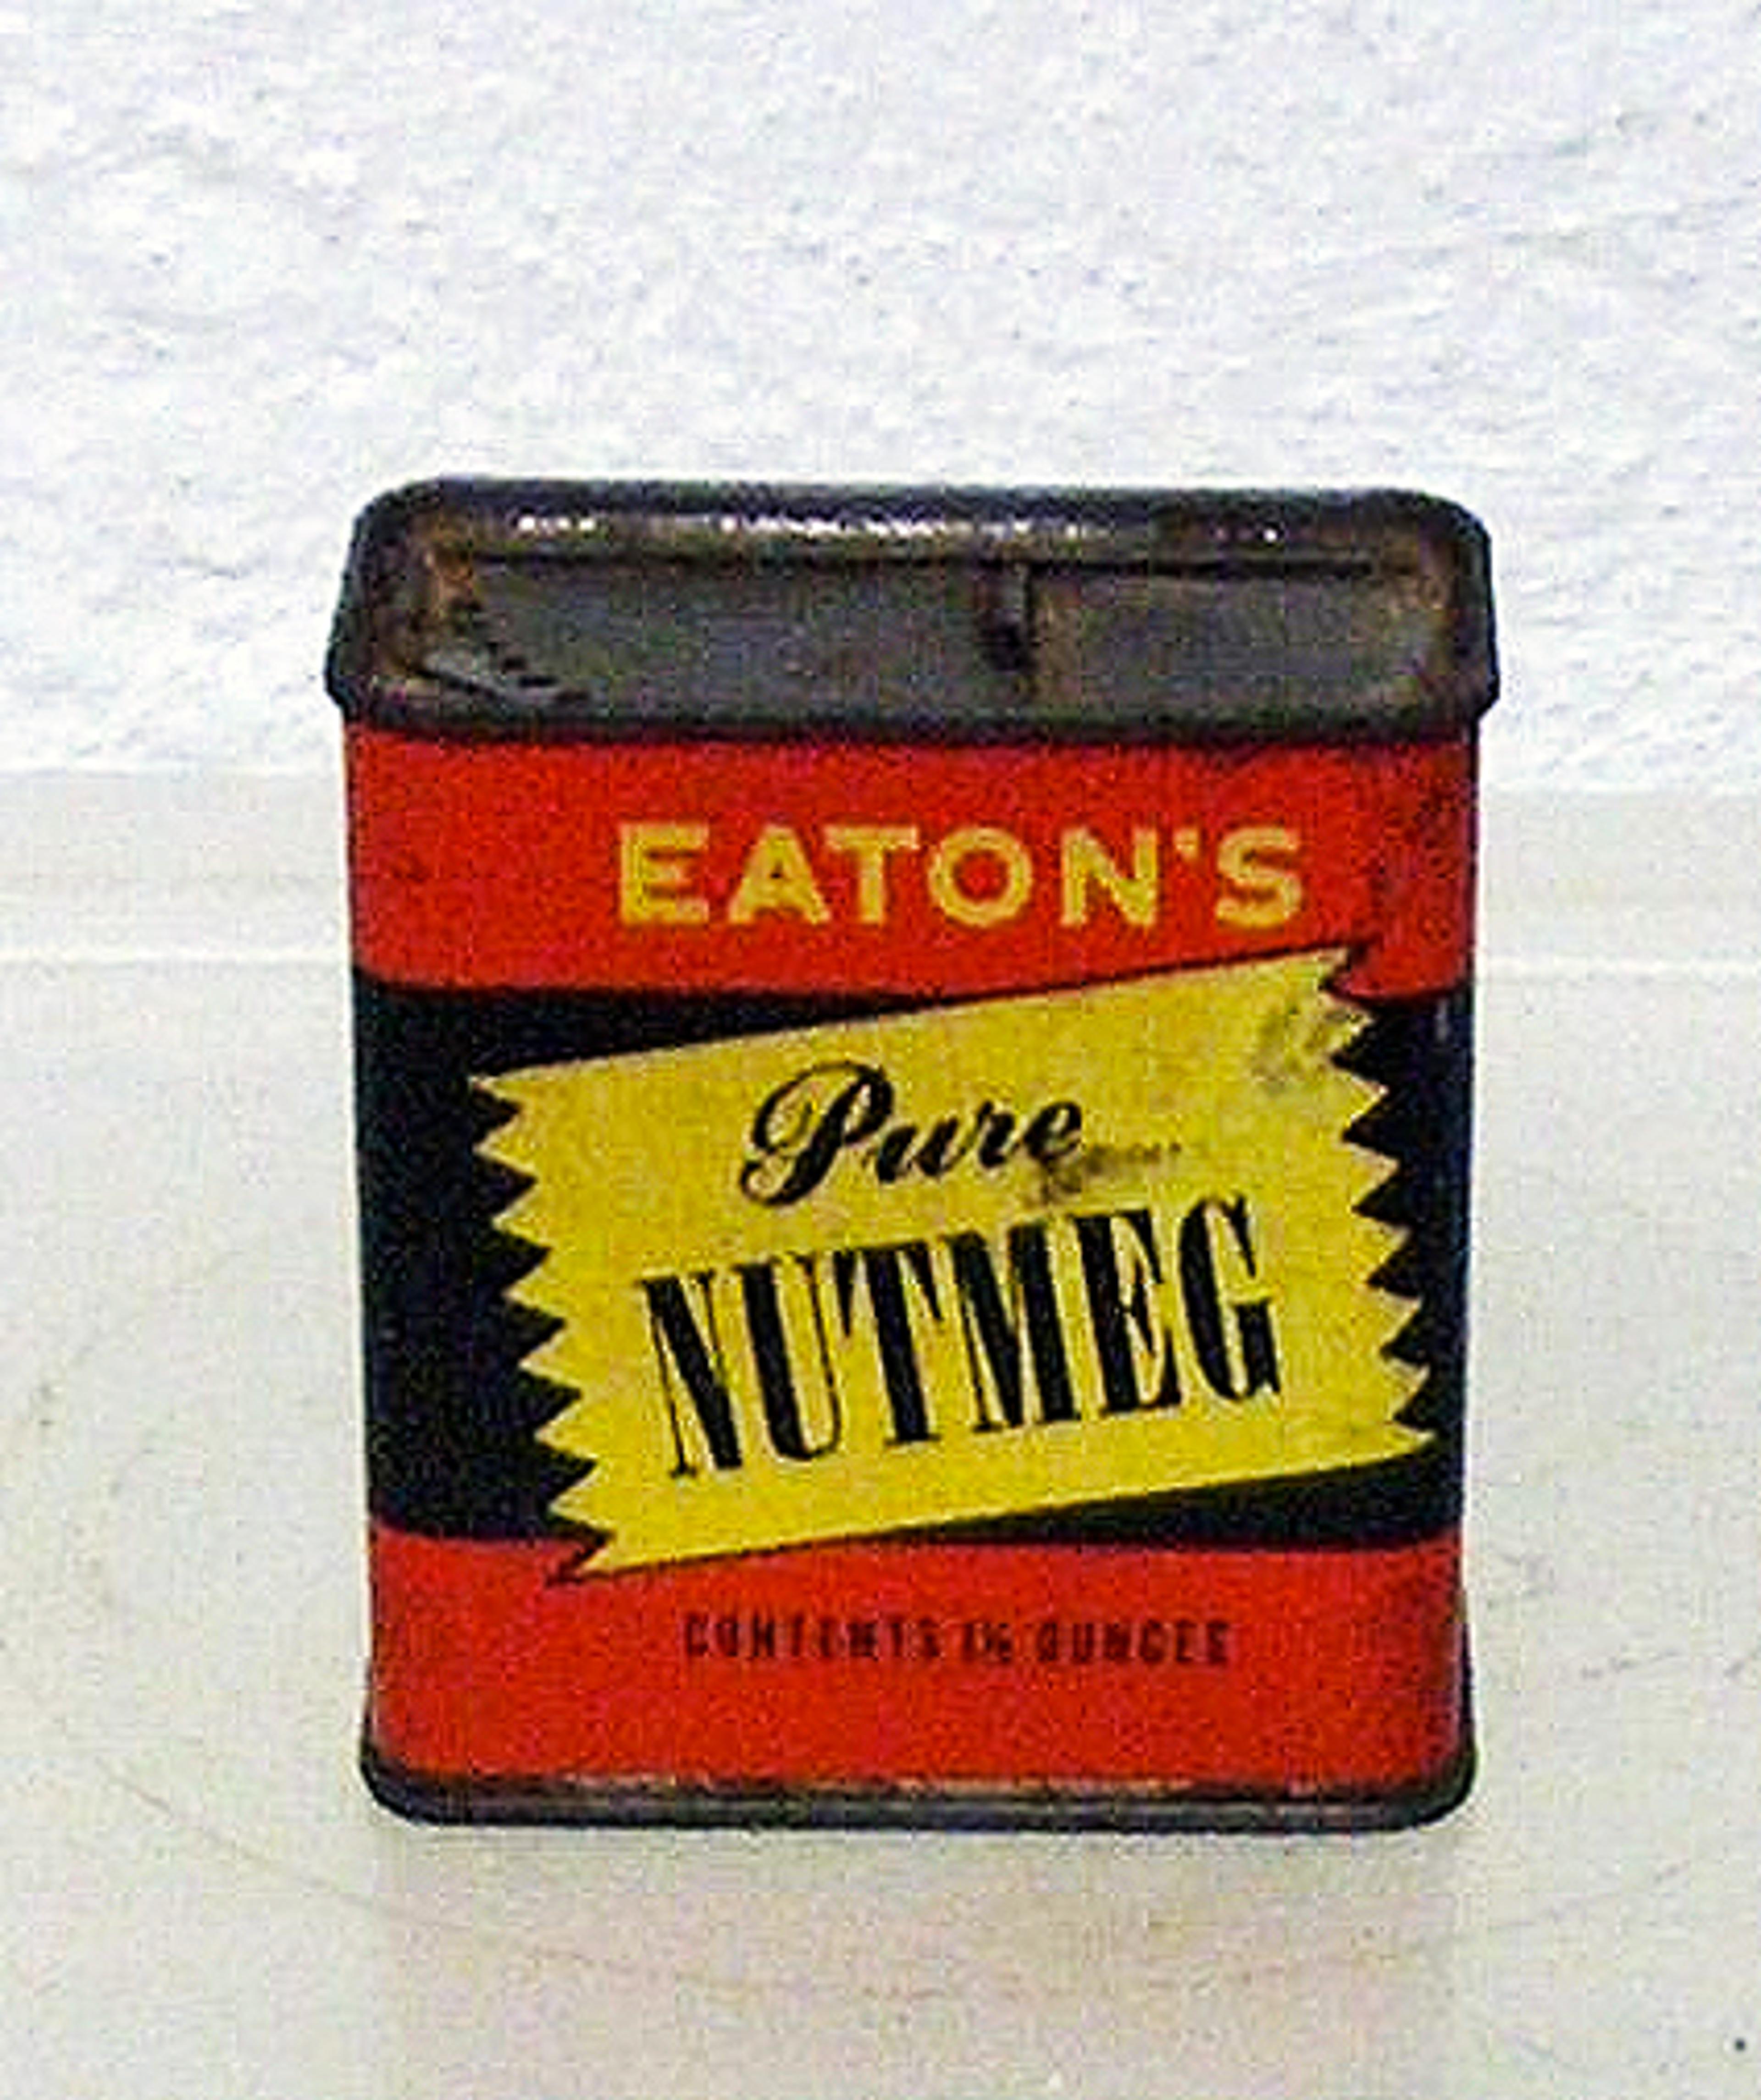 EATON'S
Pure
NUTMEG
CONTENTS OUNCES